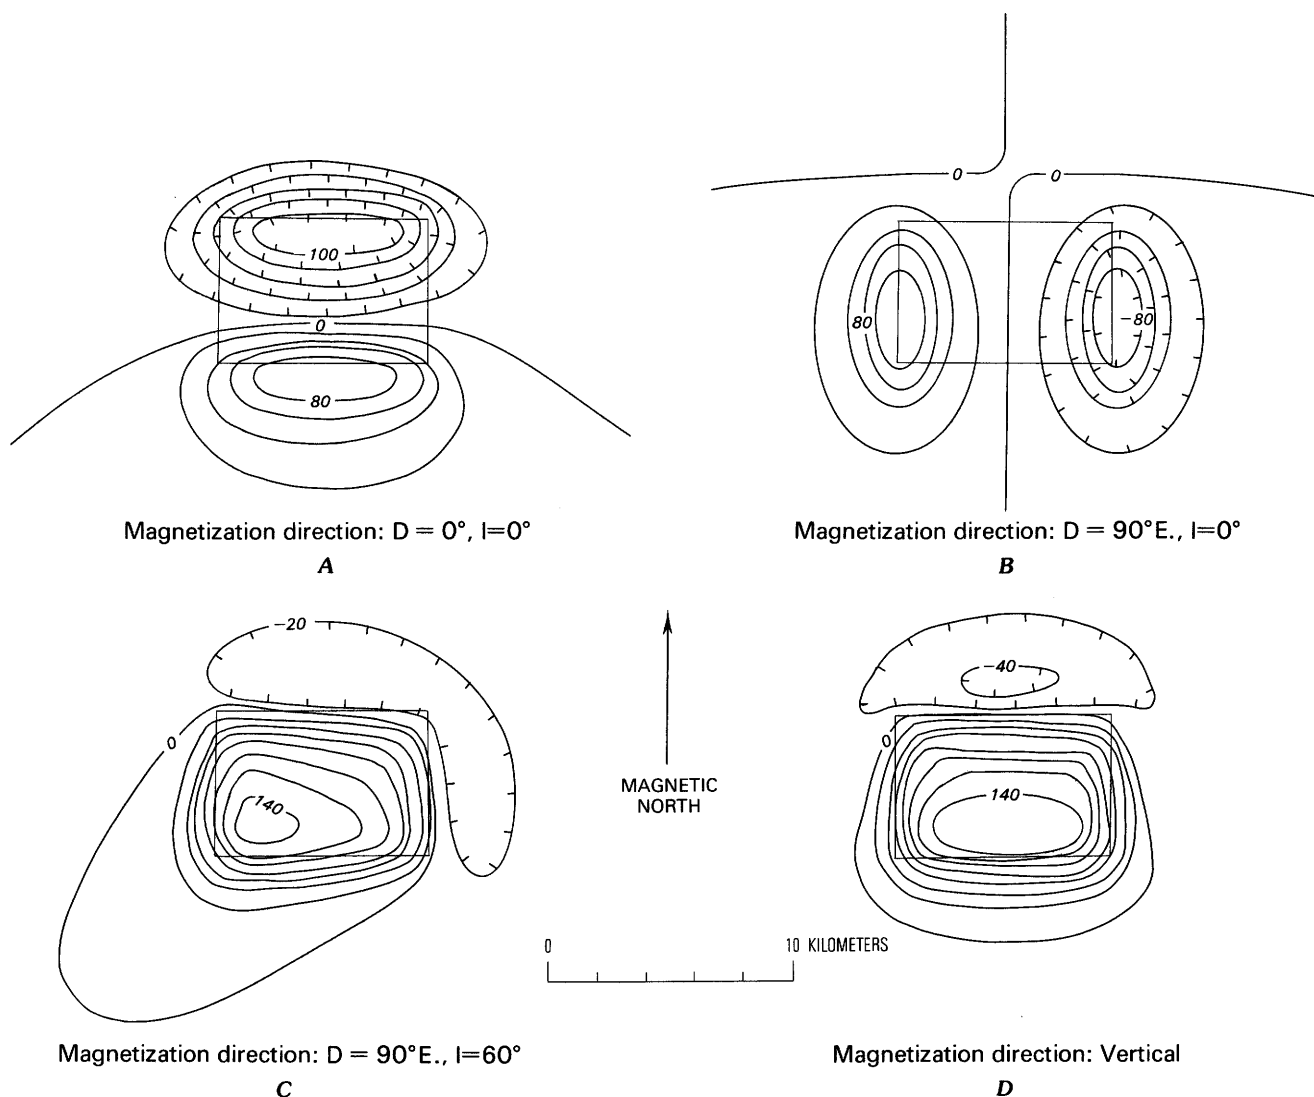 0
0
100
0
80
80
-80
Magnetization direction: D = 0°, I=0°
A
Magnetization direction: D = 90°E., I=0°
B
-20
0
140
MAGNETIC
NORTH
-40
0
140
0
10 KILOMETERS
Magnetization direction: D = 90°E., I=60°
C
Magnetization direction: Vertical
D